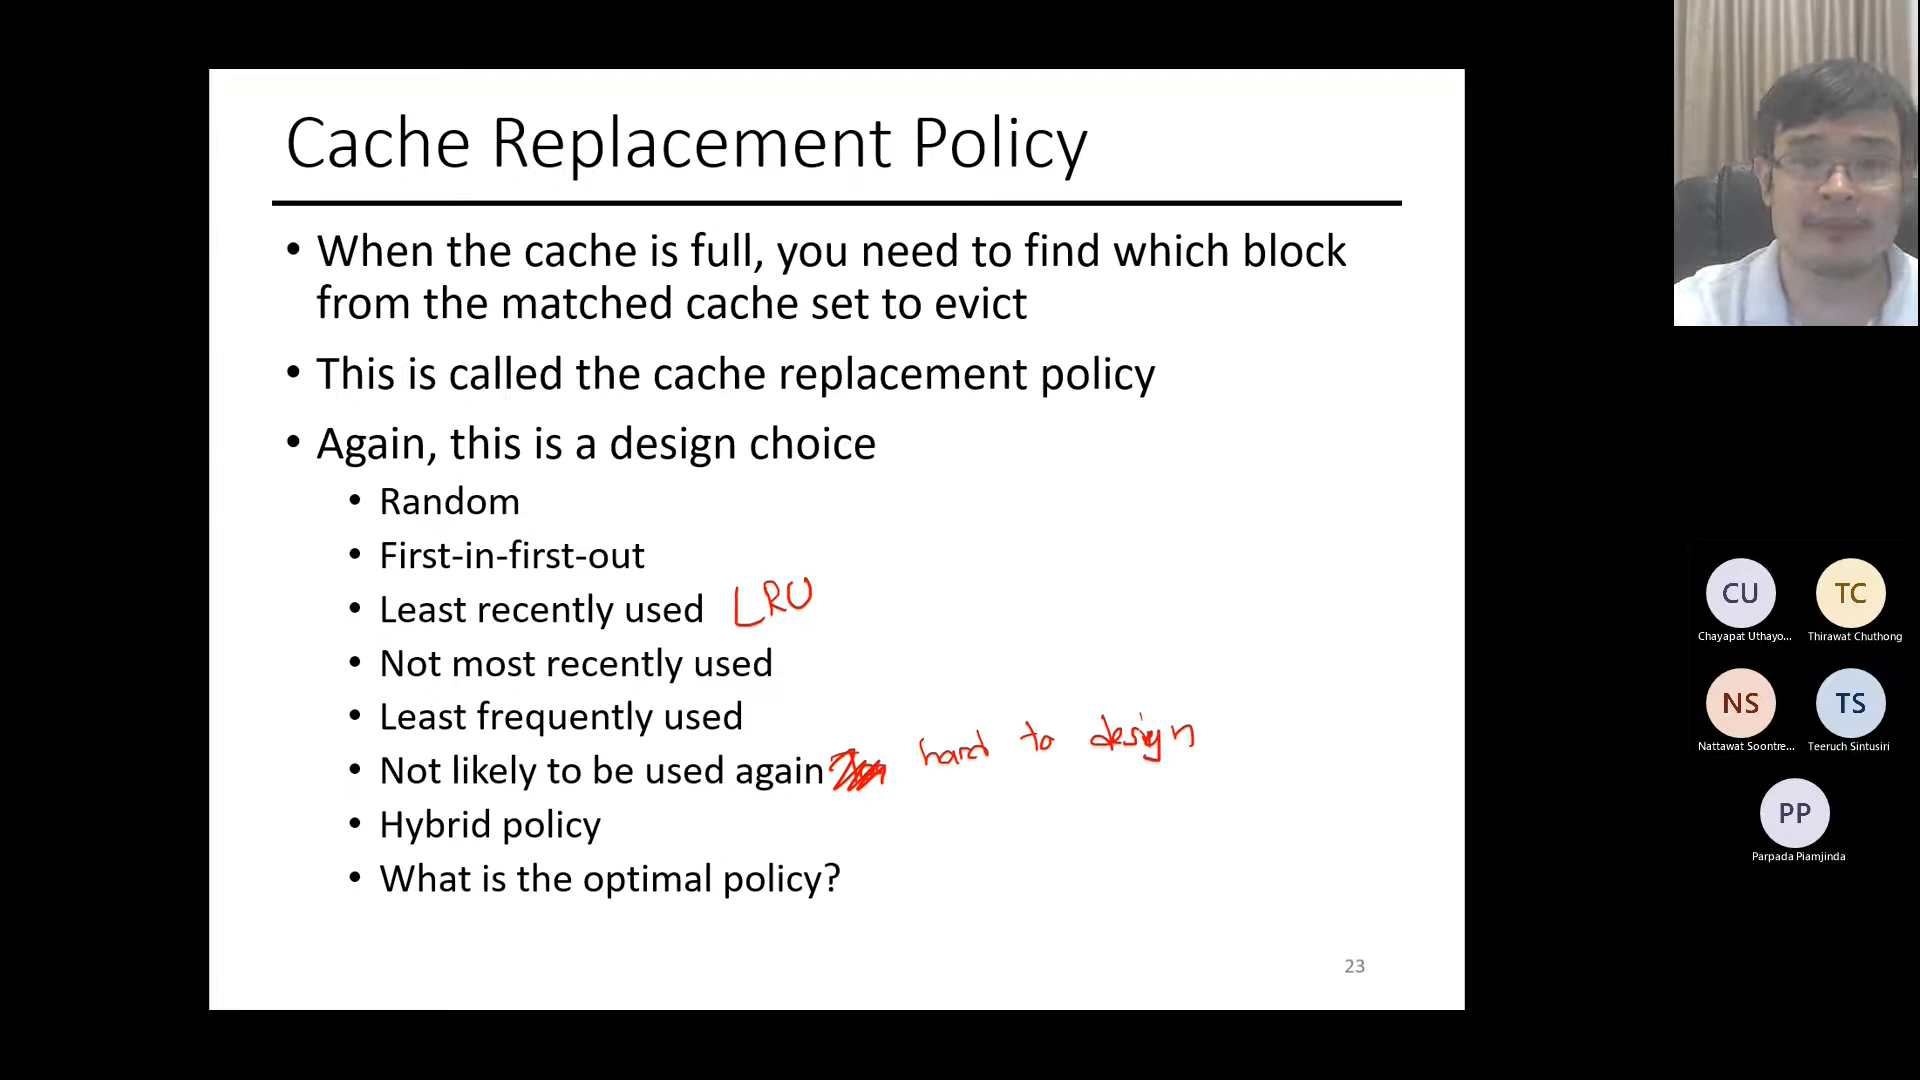 Cache Replacement Policy
• When the cache is full, you need to find which block
from the matched cache set to evict
• This is called the cache replacement policy
• Again, this is a design choice
• Random
• First-in-first-out
• Least recently used LRU
• Not most recently used
• Least frequently used
• Not likely to be used again hard to design
• Hybrid policy
• What is the optimal policy?
23
CU
Chayapat Uthayo...
TC
Thirawat Chuthong
NS
Nattawat Soontre...
TS
Teeruch Sintusiri
PP
Parpada Piamjinda